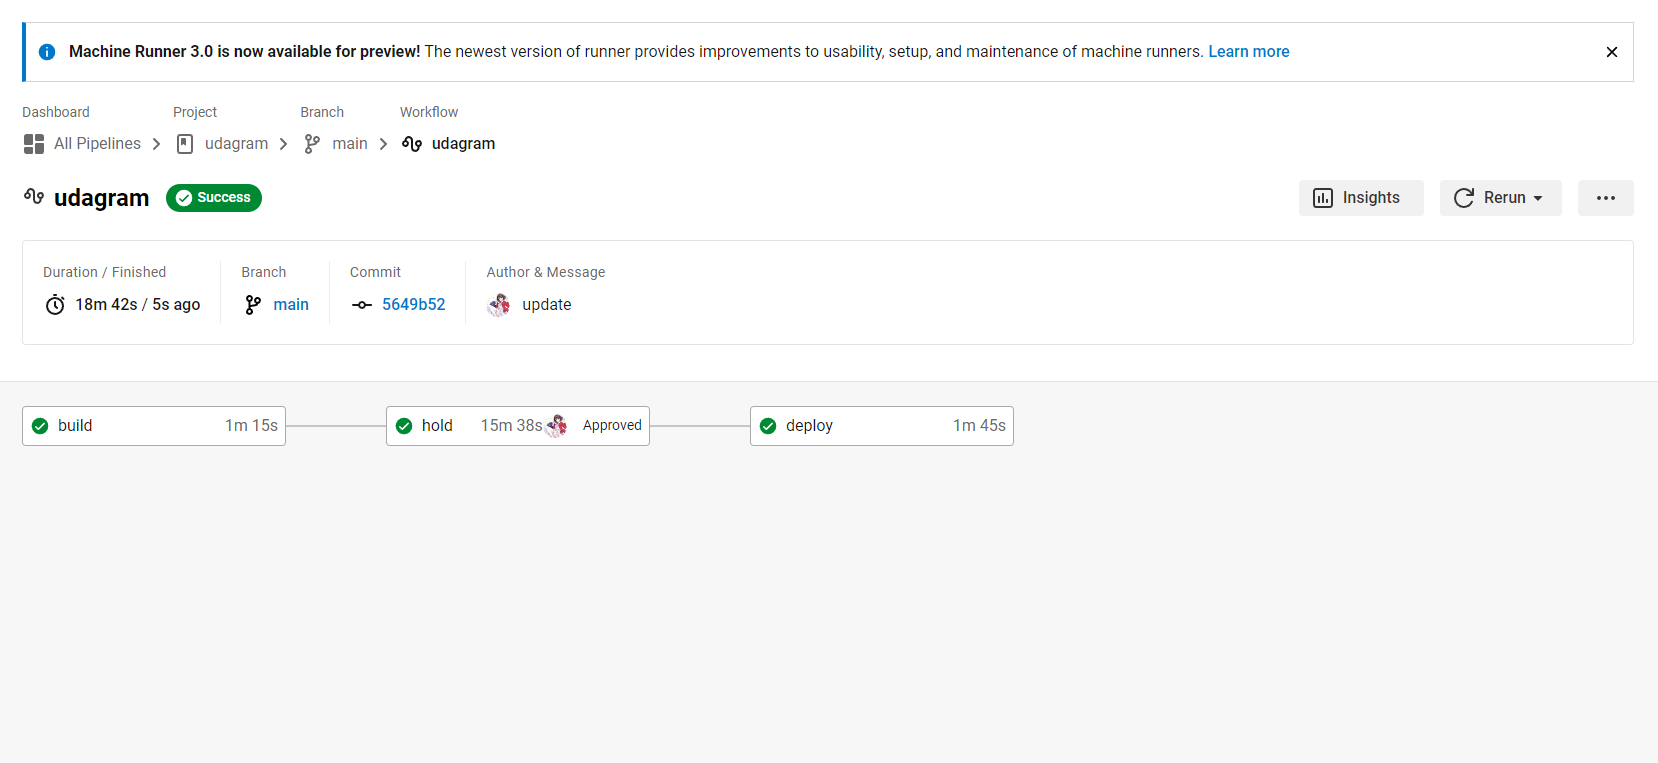 Machine Runner 3.0 is now available for preview! The newest version of runner provides improvements to usability, setup, and maintenance of machine runners. Learn more
Dashboard Project Branch Workflow
All Pipelines udagram main udagram
udagram Success Insights Rerun
Duration / Finished Branch Commit Author & Message
18m 42s / 5s ago main 5649b52 update
build 1m 15s hold 15m 38s Approved deploy 1m 45s